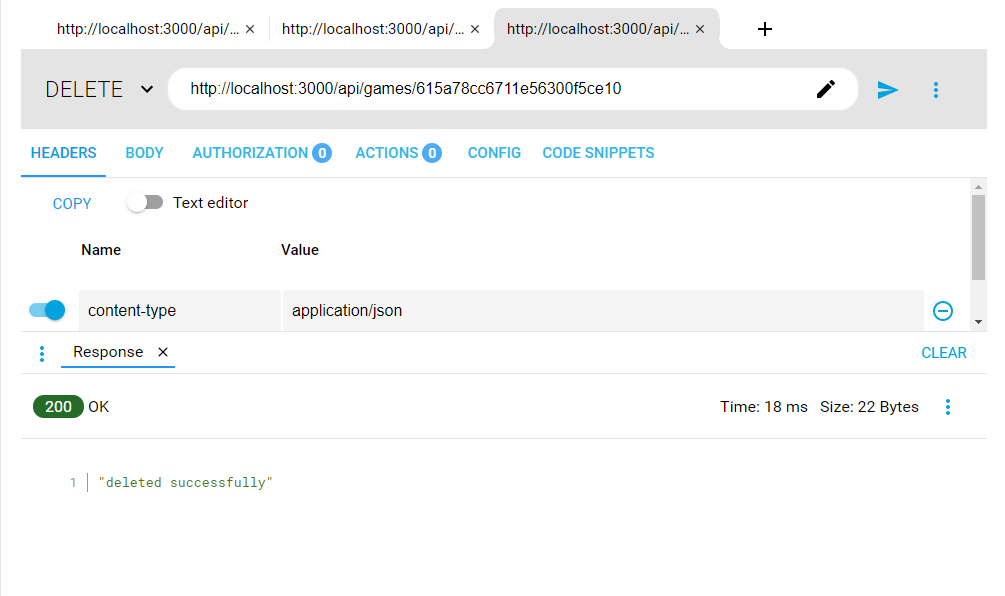 http://localhost:3000/api/... × http://localhost:3000/api/... × http://localhost:3000/api/... × +
DELETE http://localhost:3000/api/games/615a78cc6711e56300f5ce10
HEADERS BODY AUTHORIZATION 0 ACTIONS 0 CONFIG CODE SNIPPETS
COPY Text editor
Name Value
content-type application/json
Response × CLEAR
200 OK Time: 18 ms Size: 22 Bytes
1 "deleted successfully"